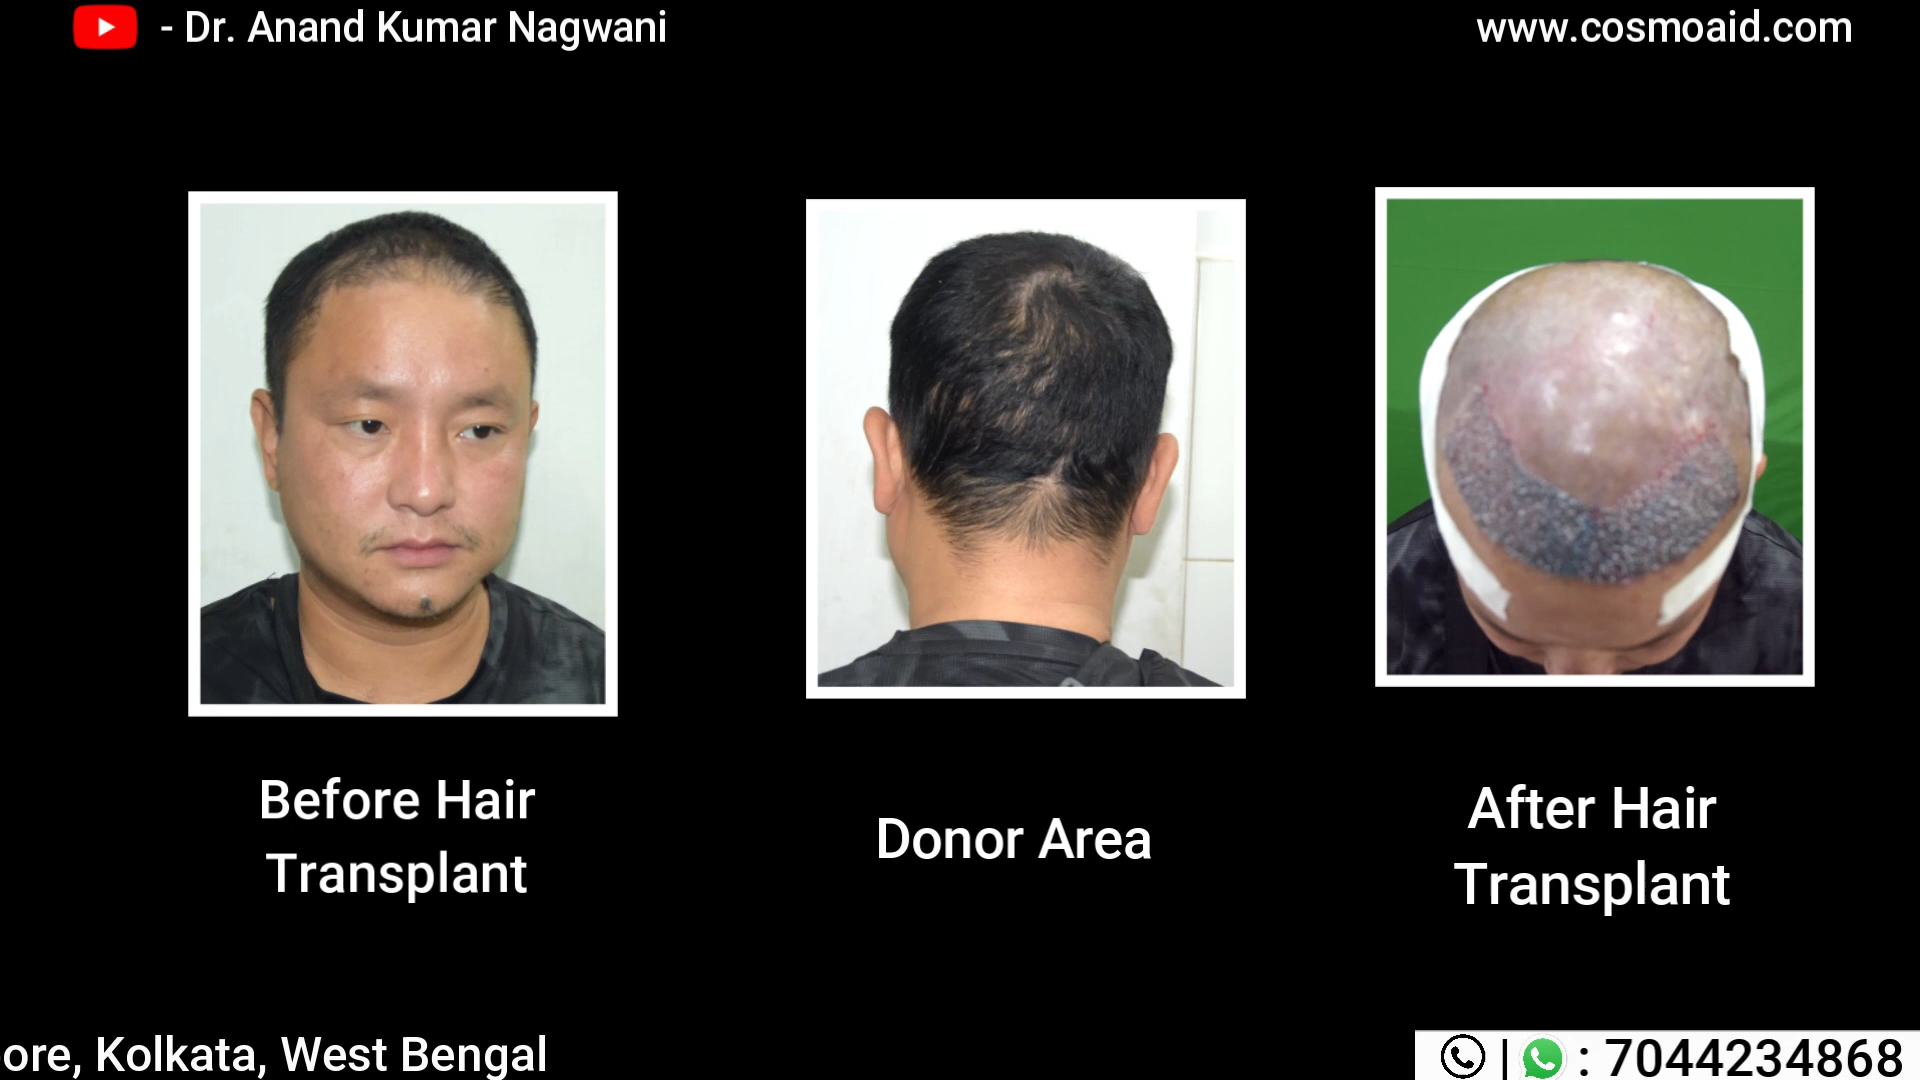 - Dr. Anand Kumar Nagwani
www.cosmoaid.com
Before Hair
Transplant
Donor Area
After Hair
Transplant
ore, Kolkata, West Bengal
| : 7044234868